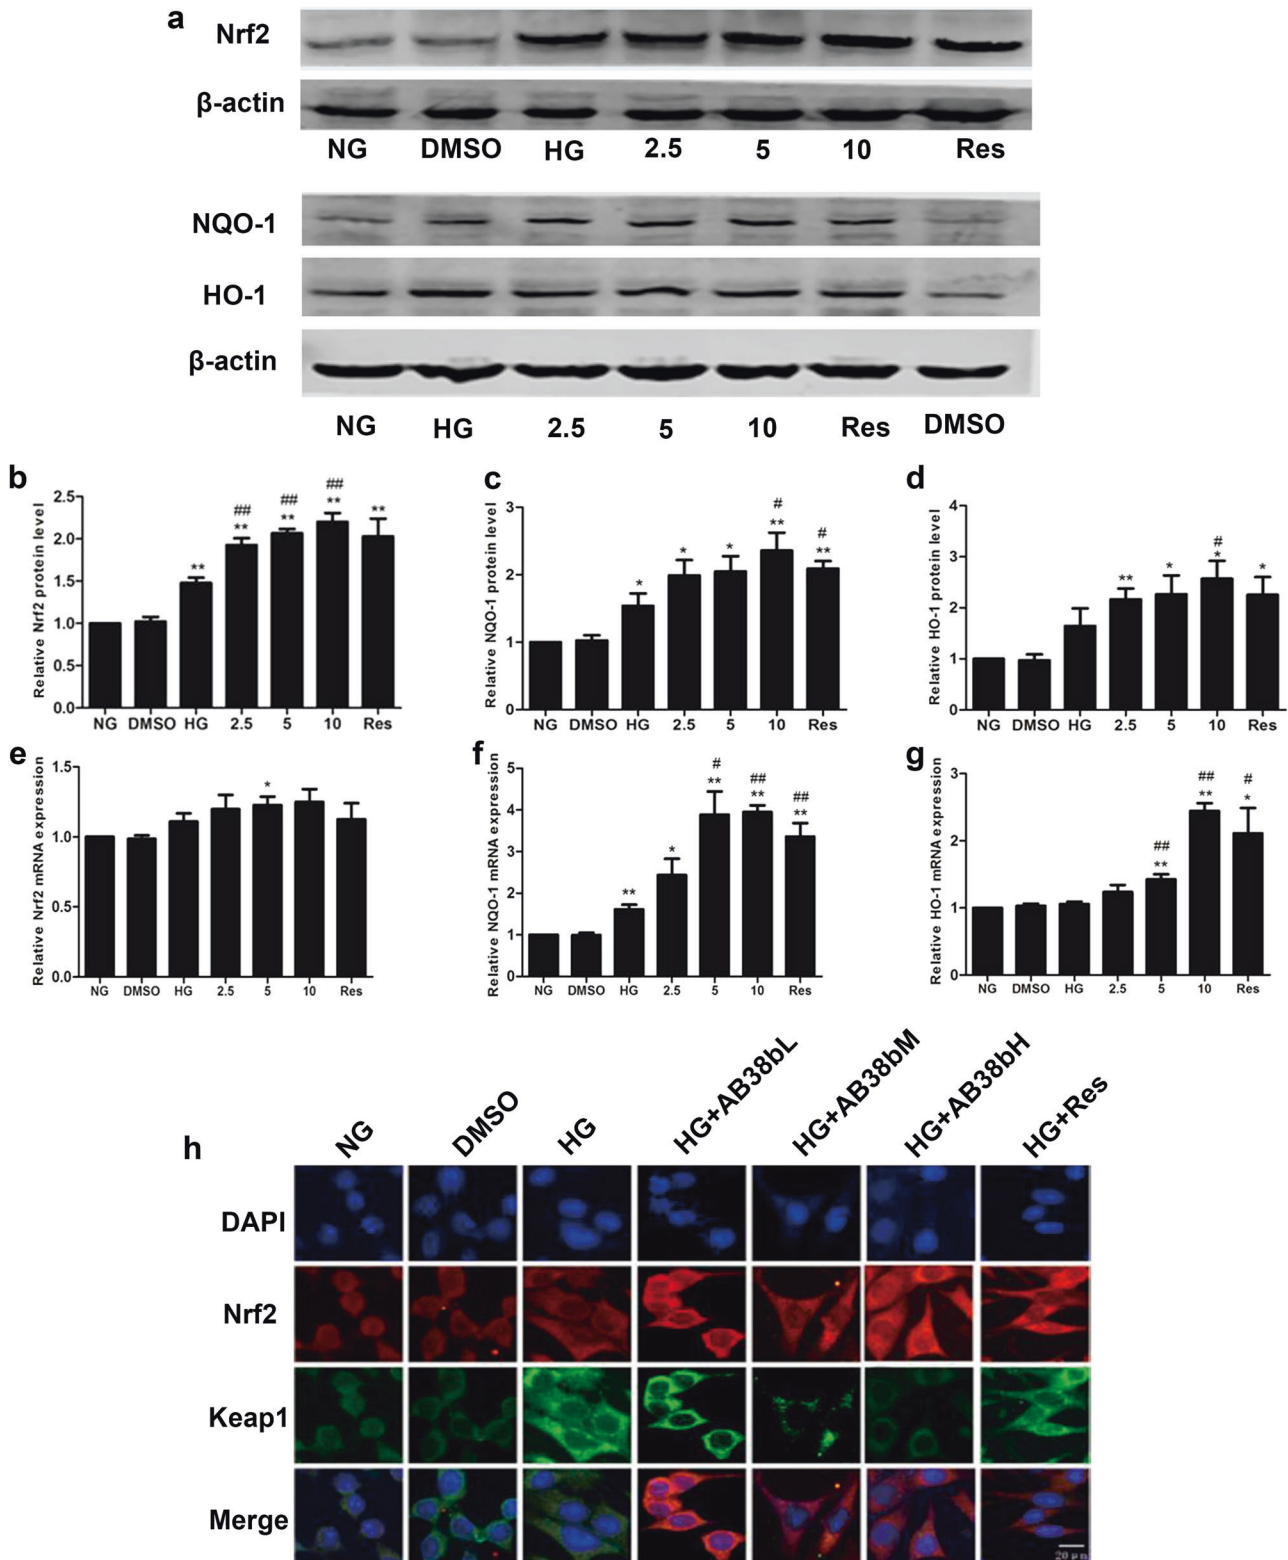 a
Nrf2
β-actin
NG DMSO HG 2.5 5 10 Res
NQO-1
HO-1
β-actin
NG HG 2.5 5 10 Res DMSO
b
Relative Nrf2 protein level
2.5
2.0
1.5
1.0
0.5
0.0
** ## ** ## ** ## ** **
NG DMSO HG 2.5 5 10 Res
c
Relative NQO-1 protein level
3
2
1
0
* * * # ** # **
NG DMSO HG 2.5 5 10 Res
d
Relative HO-1 protein level
4
3
2
1
0
** * # * *
NG DMSO HG 2.5 5 10 Res
e
Relative Nrf2 mRNA expression
1.5
1.0
0.5
0.0
*
NG DMSO HG 2.5 5 10 Res
f
Relative NQO-1 mRNA expression
5
4
3
2
1
0
** * # ** ## ** ## **
NG DMSO HG 2.5 5 10 Res
g
Relative HO-1 mRNA expression
3
2
1
0
## ** ## ** # *
NG DMSO HG 2.5 5 10 Res
h
NG DMSO HG HG+AB38bL HG+AB38bM HG+AB38bH HG+Res
DAPI
Nrf2
Keap1
Merge
20 μm